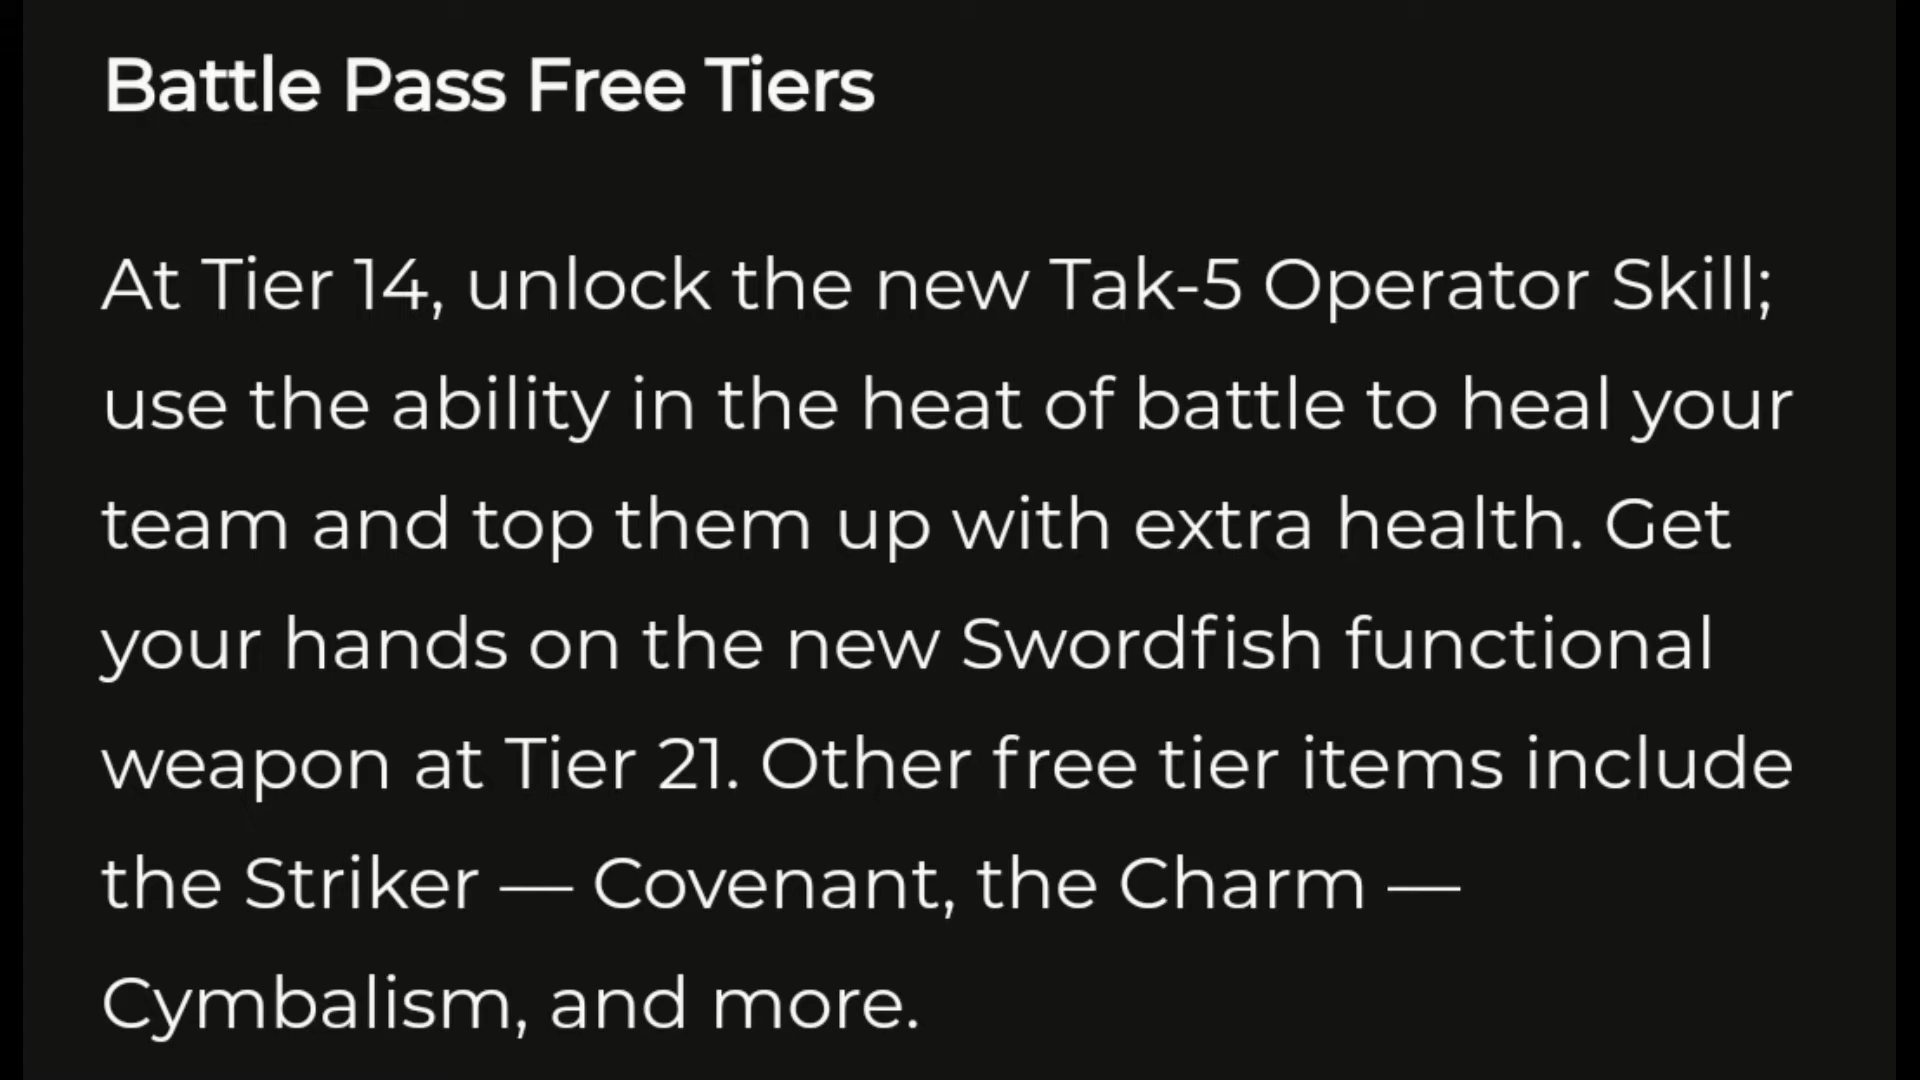 Battle Pass Free Tiers
At Tier 14, unlock the new Tak-5 Operator Skill;
use the ability in the heat of battle to heal your
team and top them up with extra health. Get
your hands on the new Swordfish functional
weapon at Tier 21. Other free tier items include
the Striker — Covenant, the Charm —
Cymbalism, and more.